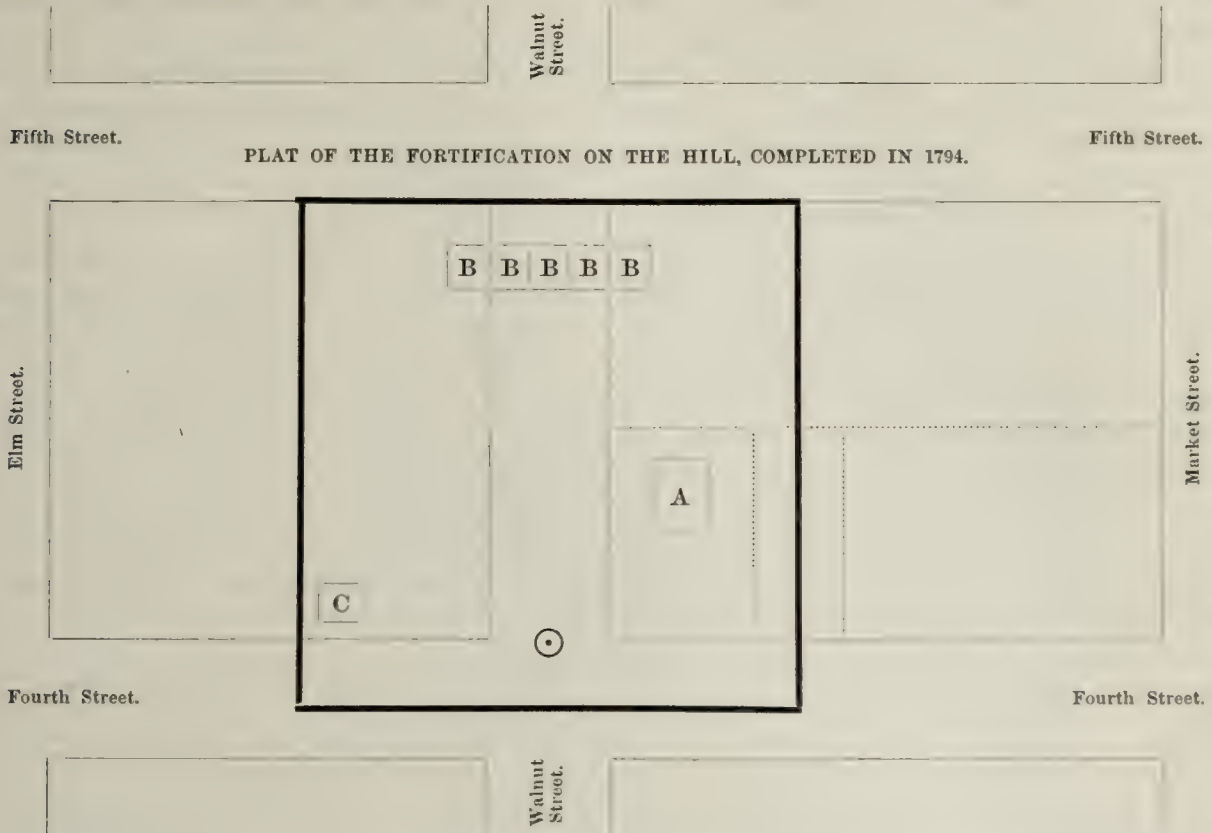 Walnut
Street.
Fifth Street.
Fifth Street.
PLAT OF THE FORTIFICATION ON THE HILL, COMPLETED IN 1794.
B B B B B
Elm Street.
Market Street.
A
C
Fourth Street.
Fourth Street.
Walnut
Street.